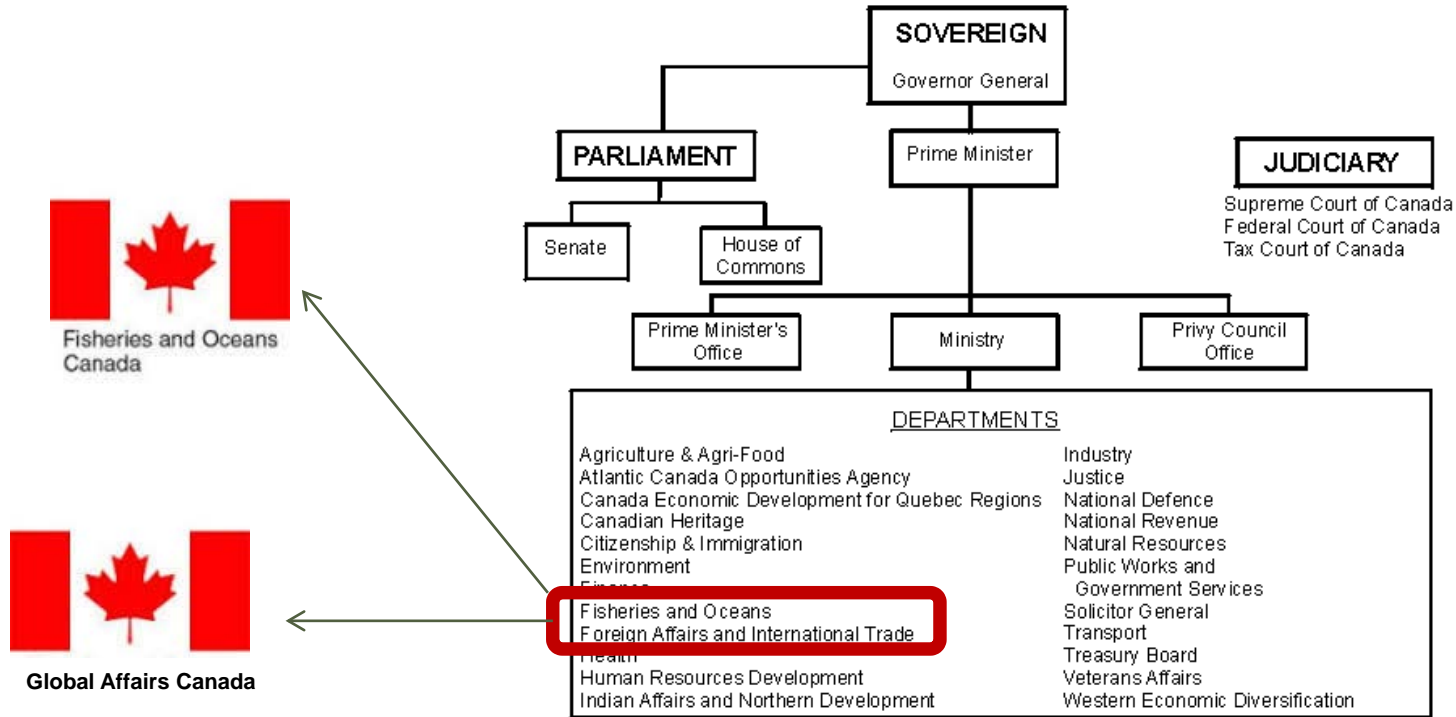 SOVEREIGN
Governor General
PARLIAMENT
Prime Minister
JUDICIARY
Supreme Court of Canada
Federal Court of Canada
Tax Court of Canada
Senate
House of
Commons
Fisheries and Oceans
Canada
Prime Minister's
Office
Ministry
Privy Council
Office
DEPARTMENTS
Agriculture & Agri-Food
Atlantic Canada Opportunities Agency
Canada Economic Development for Quebec Regions
Canadian Heritage
Citizenship & Immigration
Environment
Finance
Fisheries and Oceans
Foreign Affairs and International Trade
Health
Human Resources Development
Indian Affairs and Northern Development
Industry
Justice
National Defence
National Revenue
Natural Resources
Public Works and
Government Services
Solicitor General
Transport
Treasury Board
Veterans Affairs
Western Economic Diversification
Global Affairs Canada